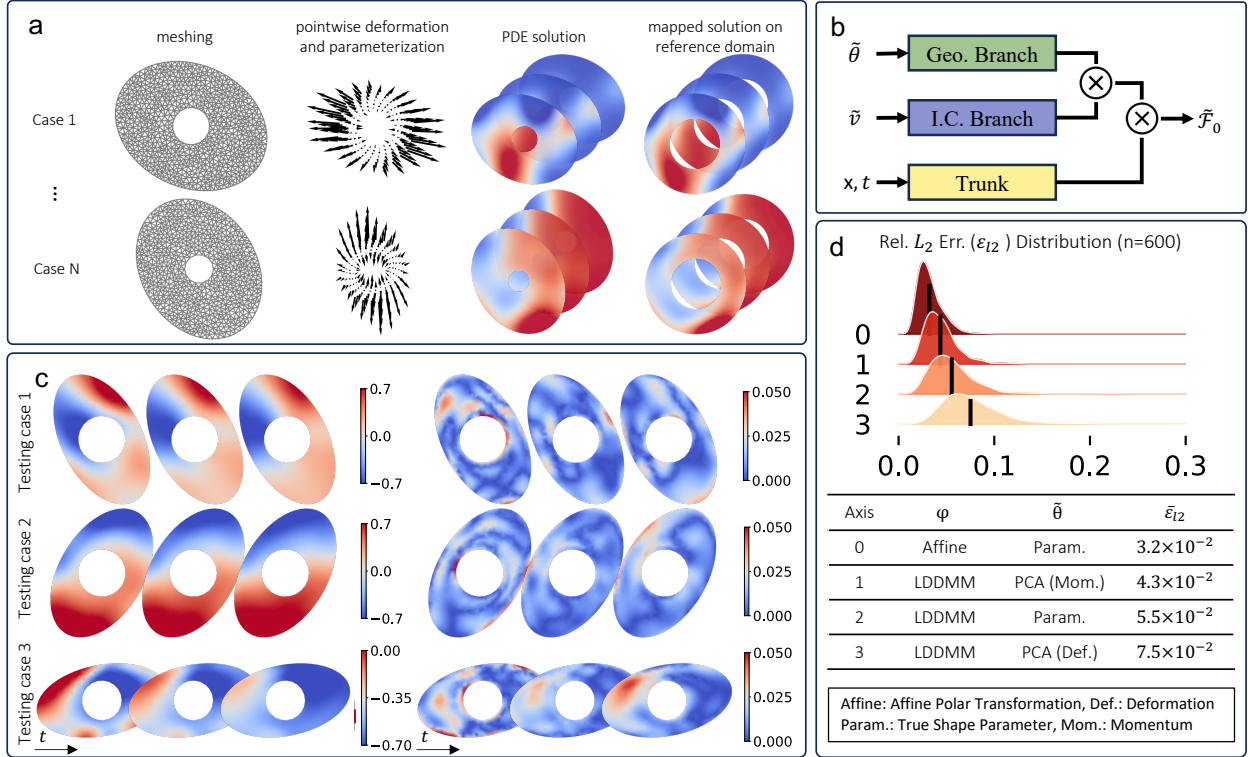 a
meshing
pointwise deformation
and parameterization
PDE solution
mapped solution on
reference domain
Case 1
⋮
Case N
b
θ̃
Geo. Branch
ṽ
I.C. Branch
x, t
Trunk
ℱ̃₀
c
Testing case 1
0.7
0.0
−0.7
0.050
0.025
0.000
Testing case 2
0.7
0.0
−0.7
0.050
0.025
0.000
Testing case 3
0.00
−0.35
−0.70
0.050
0.025
0.000
t
t
d
Rel. L₂ Err. (ε_{l2} ) Distribution (n=600)
0
1
2
3
0.0 0.1 0.2 0.3
Axis φ θ̃ ε̄_{l2}
0 Affine Param. 3.2×10⁻²
1 LDDMM PCA (Mom.) 4.3×10⁻²
2 LDDMM Param. 5.5×10⁻²
3 LDDMM PCA (Def.) 7.5×10⁻²
Affine: Affine Polar Transformation, Def.: Deformation
Param.: True Shape Parameter, Mom.: Momentum